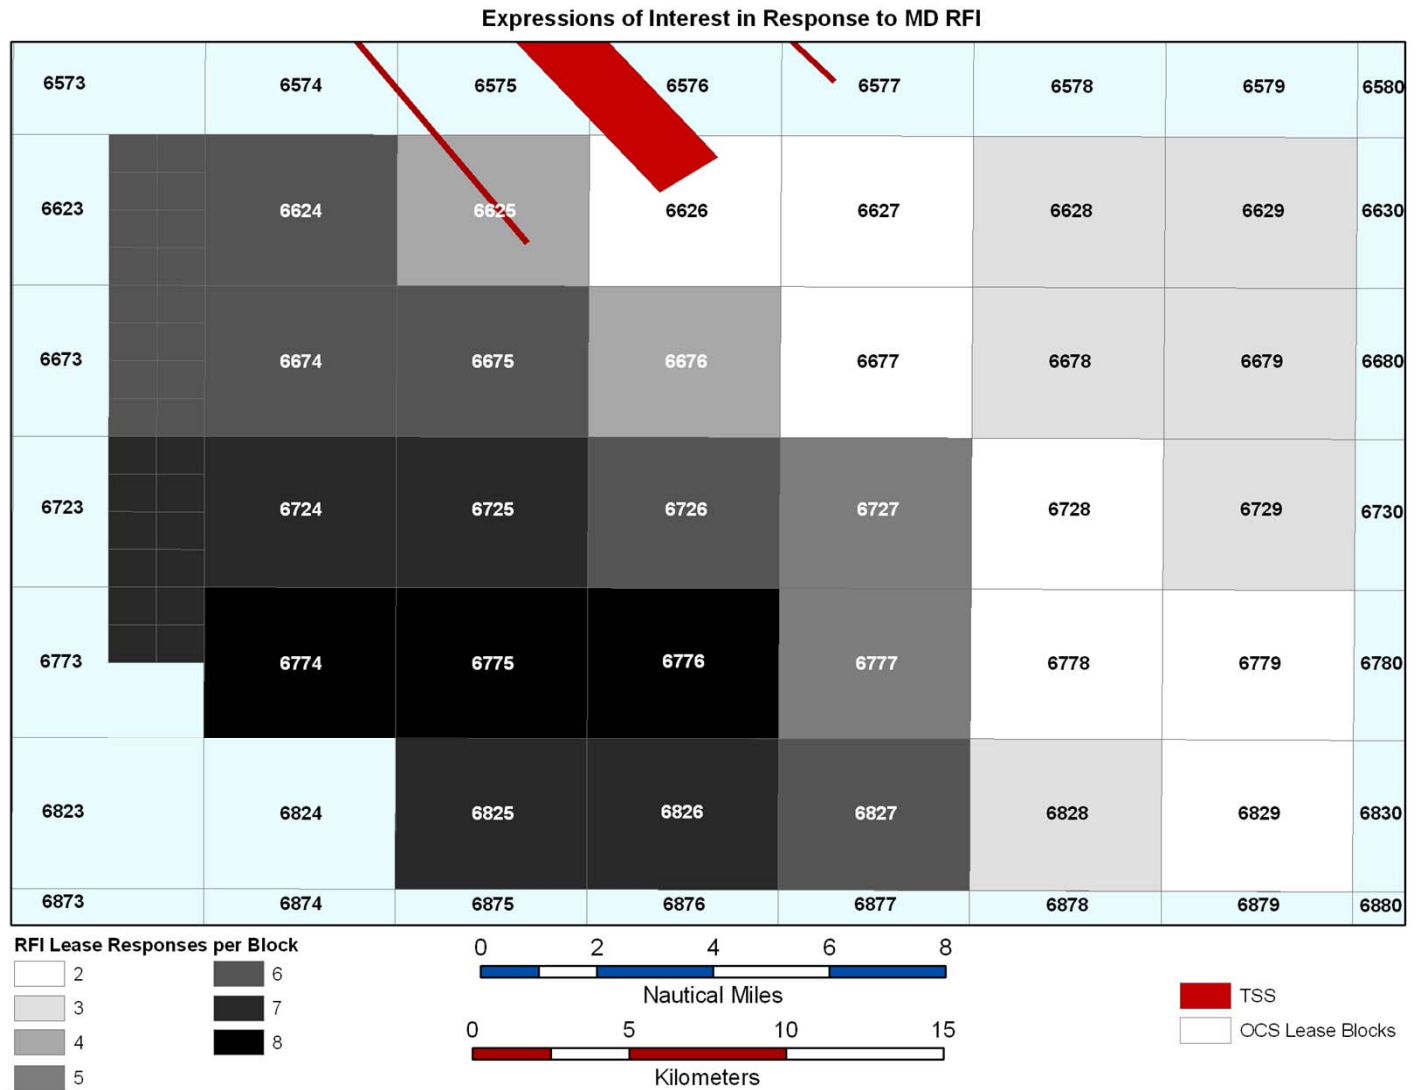 Expressions of Interest in Response to MD RFI
6573 6574 6575 6576 6577 6578 6579 6580
6623 6624 6625 6626 6627 6628 6629 6630
6673 6674 6675 6676 6677 6678 6679 6680
6723 6724 6725 6726 6727 6728 6729 6730
6773 6774 6775 6776 6777 6778 6779 6780
6823 6824 6825 6826 6827 6828 6829 6830
6873 6874 6875 6876 6877 6878 6879 6880
RFI Lease Responses per Block
2 6
3 7
4 8
5
0 2 4 6 8
Nautical Miles
0 5 10 15
Kilometers
TSS
OCS Lease Blocks